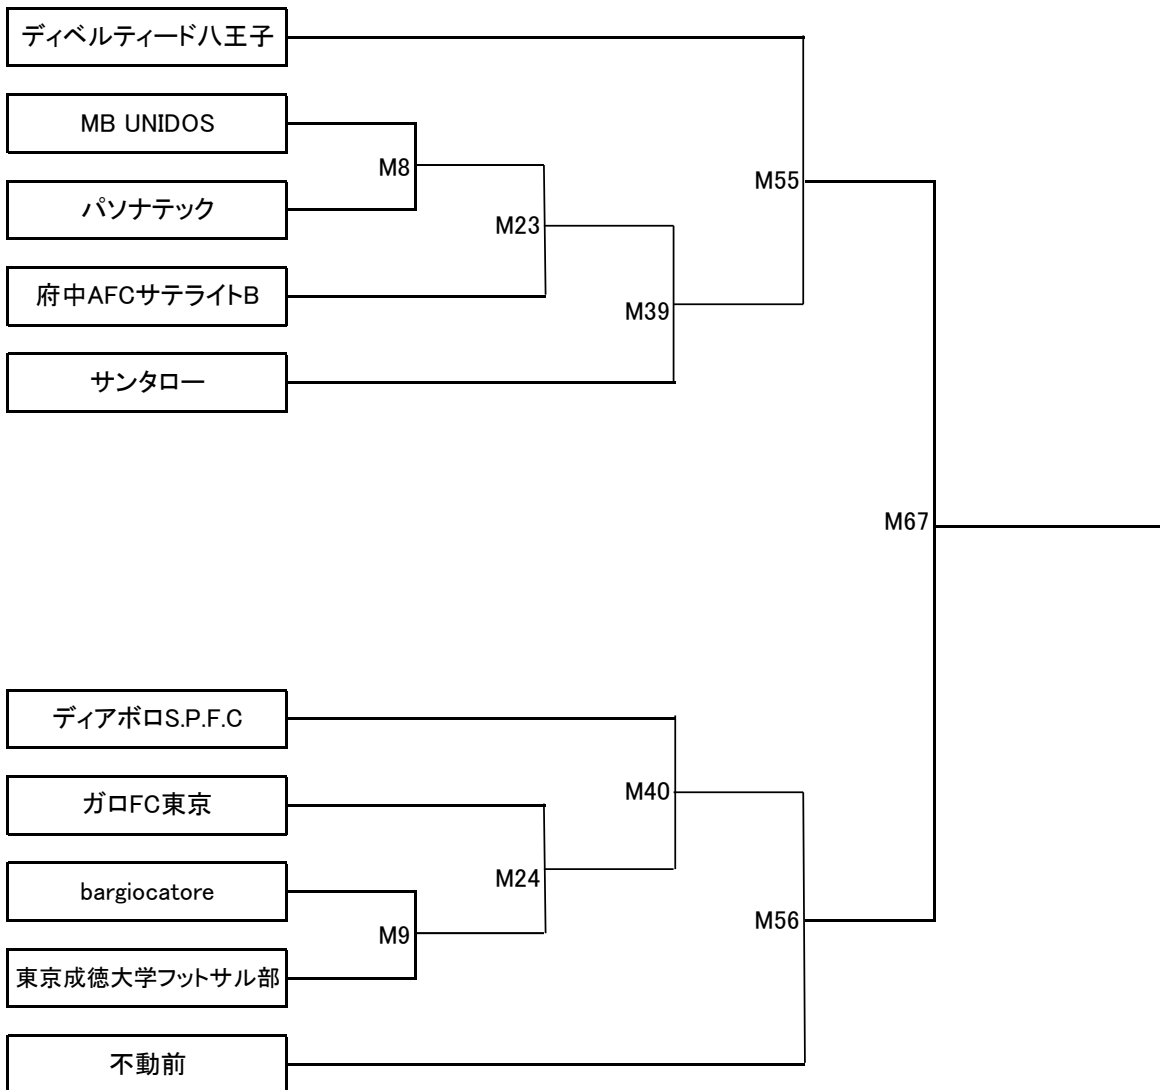 ディベルティード八王子
MB UNIDOS
M8
パソナテック
M55
M23
府中AFCサテライトB
M39
サンタロー
M67
ディアボロS.P.F.C
M40
ガロFC東京
M24
bargiocatore
M56
M9
東京成徳大学フットサル部
不動前